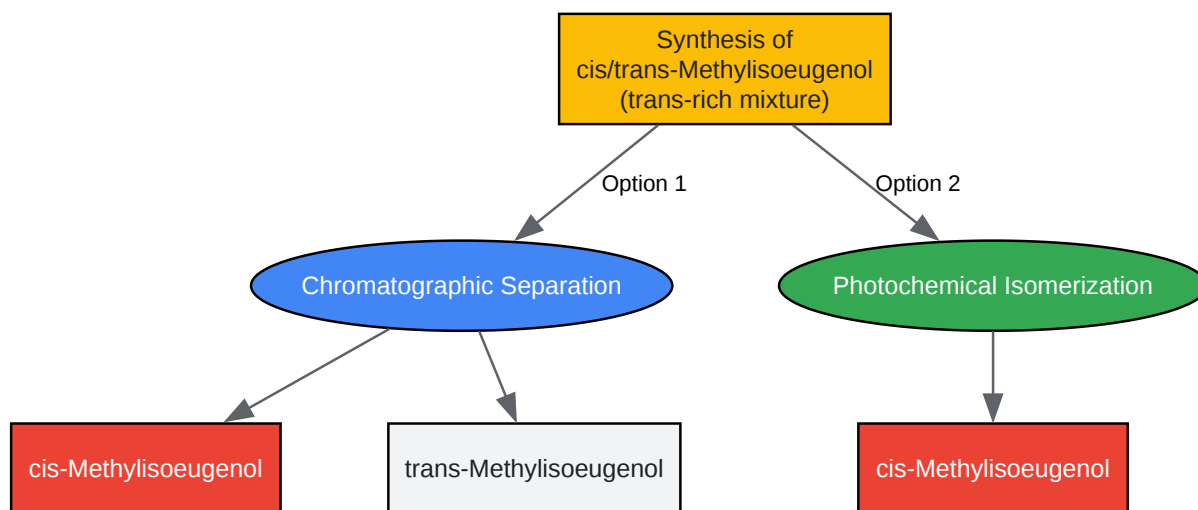 Synthesis of
cis/trans-Methylisoeugenol
(trans-rich mixture)
Option 1
Option 2
Chromatographic Separation
Photochemical Isomerization
cis-Methylisoeugenol
trans-Methylisoeugenol
cis-Methylisoeugenol